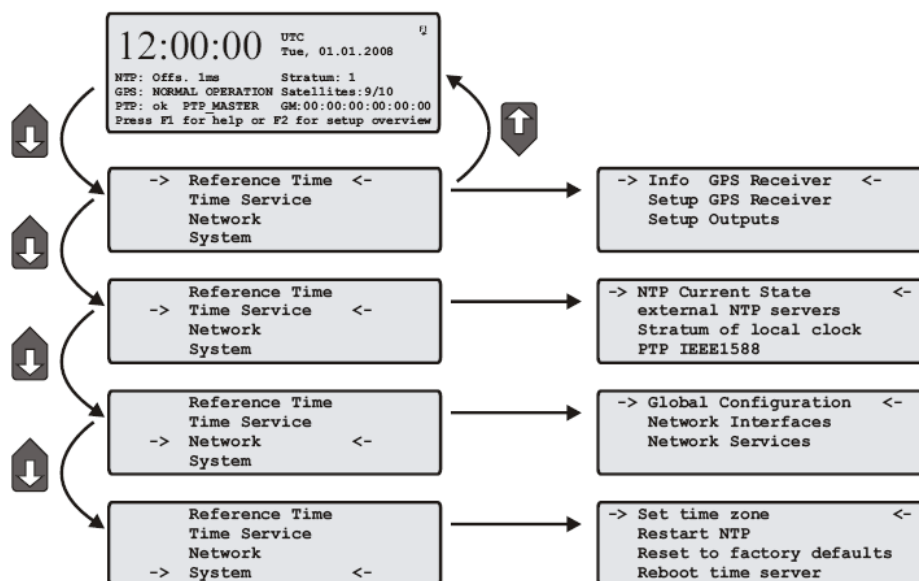 12:00:00
UTC
Tue, 01.01.2008
NTP: Offs. 1ms Stratum: 1
GPS: NORMAL OPERATION Satellites:9/10
PTP: ok PTP_MASTER GM:00:00:00:00:00:00
Press F1 for help or F2 for setup overview
-> Reference Time <-
Time Service
Network
System
-> Info GPS Receiver <-
Setup GPS Receiver
Setup Outputs
Reference Time
-> Time Service <-
Network
System
-> NTP Current State <-
external NTP servers
Stratum of local clock
PTP IEEE1588
Reference Time
Time Service
-> Network <-
System
-> Global Configuration <-
Network Interfaces
Network Services
Reference Time
Time Service
Network
-> System <-
-> Set time zone <-
Restart NTP
Reset to factory defaults
Reboot time server